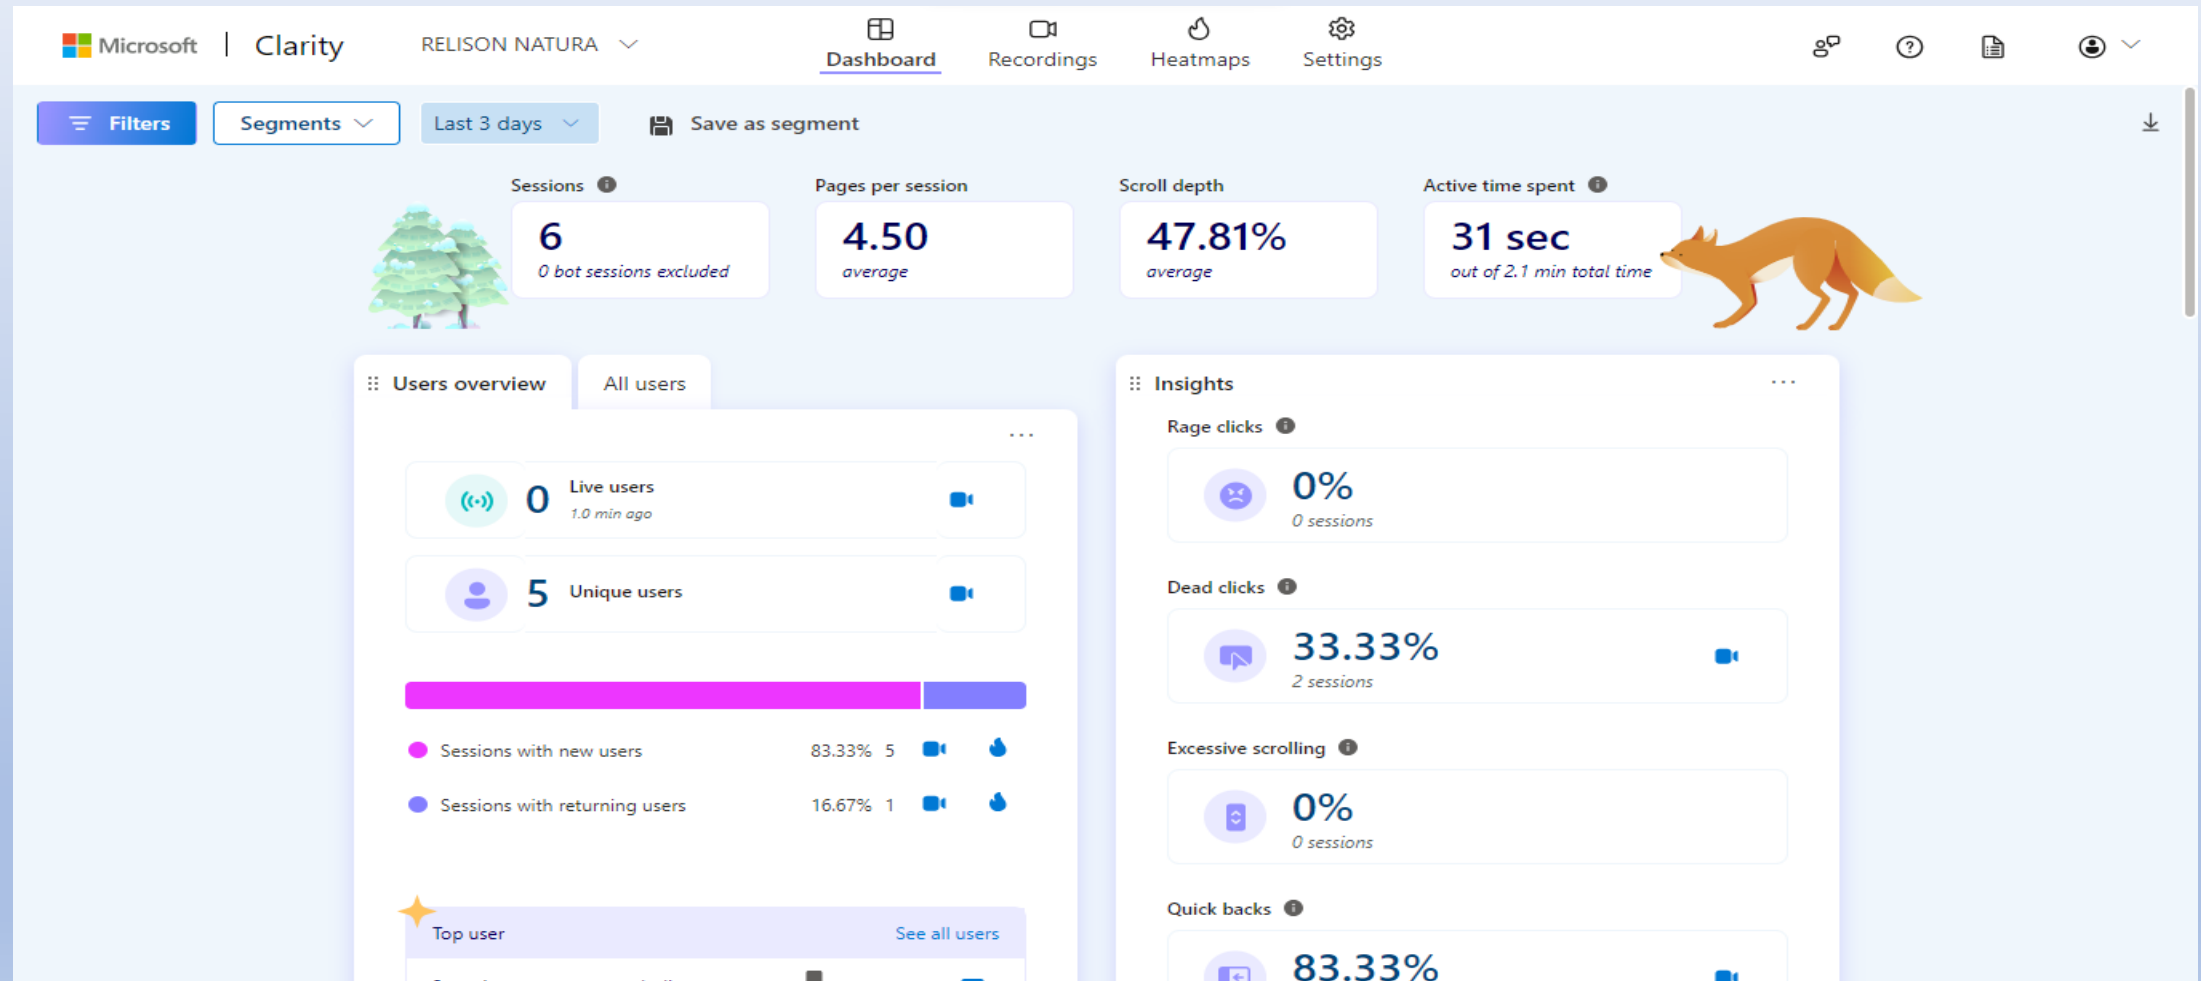 Microsoft | Clarity
RELISON NATURA
Dashboard
Recordings
Heatmaps
Settings
Filters
Segments
Last 3 days
Save as segment
Sessions
6
0 bot sessions excluded
Pages per session
4.50
average
Scroll depth
47.81%
average
Active time spent
31 sec
out of 2.1 min total time
Users overview
All users
0
Live users
1.0 min ago
5
Unique users
Sessions with new users 83.33% 5
Sessions with returning users 16.67% 1
Top user
See all users
Insights
Rage clicks
0%
0 sessions
Dead clicks
33.33%
2 sessions
Excessive scrolling
0%
0 sessions
Quick backs
83.33%